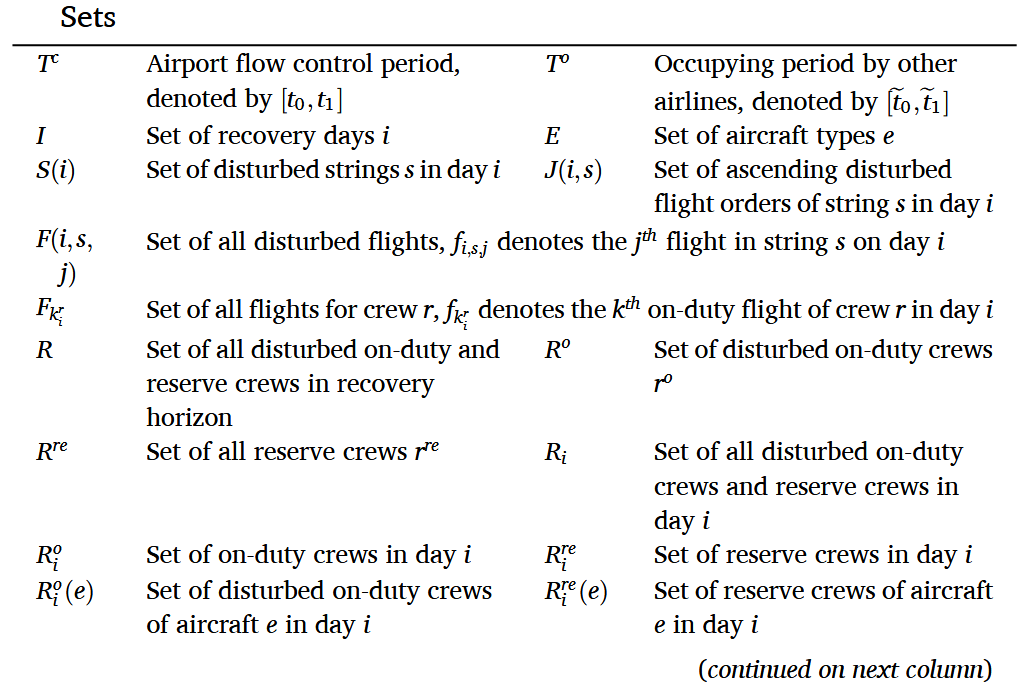 Sets
T^c Airport flow control period, T^o Occupying period by other
denoted by [t_0, t_1] airlines, denoted by [t̃_0, t̃_1]
I Set of recovery days i E Set of aircraft types e
S(i) Set of disturbed strings s in day i J(i, s) Set of ascending disturbed
flight orders of string s in day i
F(i, s, Set of all disturbed flights, f_{i,s,j} denotes the j^{th} flight in string s on day i
j)
F_{k_i^r} Set of all flights for crew r, f_{k_i^r} denotes the k^{th} on-duty flight of crew r in day i
R Set of all disturbed on-duty and R^o Set of disturbed on-duty crews
reserve crews in recovery r^o
horizon
R^{re} Set of all reserve crews r^{re} R_i Set of all disturbed on-duty
crews and reserve crews in
day i
R_i^o Set of on-duty crews in day i R_i^{re} Set of reserve crews in day i
R_i^o(e) Set of disturbed on-duty crews R_i^{re}(e) Set of reserve crews of aircraft
of aircraft e in day i e in day i
(continued on next column)